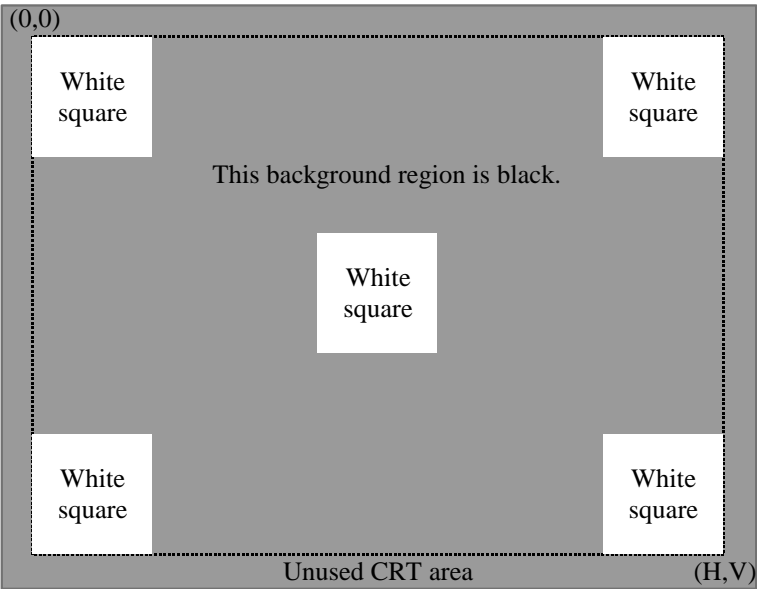 (0,0)
White
square
White
square
This background region is black.
White
square
White
square
White
square
Unused CRT area
(H,V)